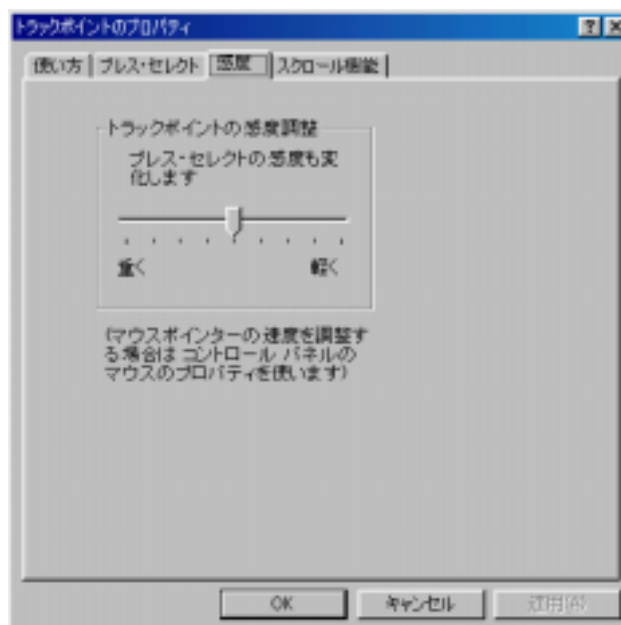 トラックポイントのプロパティ
使い方 プレス・セレクト 感度 スクロール機能
トラックポイントの感度調整
プレス・セレクトの感度も変
化します
重く 軽く
(マウスポインターの速度を調整す
る場合は コントロール パネルの
マウスのプロパティを使います)
OK キャンセル 適用(A)